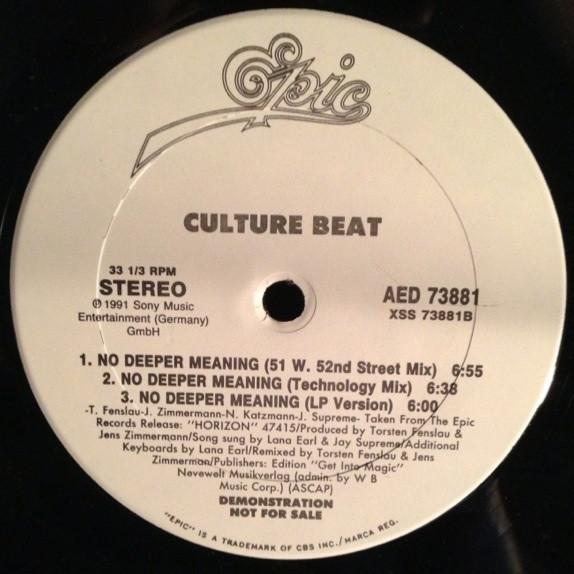 Epic
CULTURE BEAT
33 1/3 RPM
STEREO
℗ 1991 Sony Music
Entertainment (Germany)
GmbH
AED 73881
XSS 73881B
1. NO DEEPER MEANING (51 W. 52nd Street Mix) 6:55
2. NO DEEPER MEANING (Technology Mix) 6:38
3. NO DEEPER MEANING (LP Version) 6:00
-T. Fenslau-J. Zimmermann-N. Katzmann-J. Supreme- Taken From The Epic
Records Release: "HORIZON" 47415/Produced by Torsten Fenslau &
Jens Zimmermann/Song sung by Lana Earl & Jay Supreme/Additional
Keyboards by Lana Earl/Remixed by Torsten Fenslau & Jens
Zimmerman/Publishers: Edition "Get Into Magic"
Nevewelt Musikverlag (admin. by W B
Music Corp.) (ASCAP)
DEMONSTRATION
NOT FOR SALE
"EPIC" IS A TRADEMARK OF CBS INC./MARCA REG.